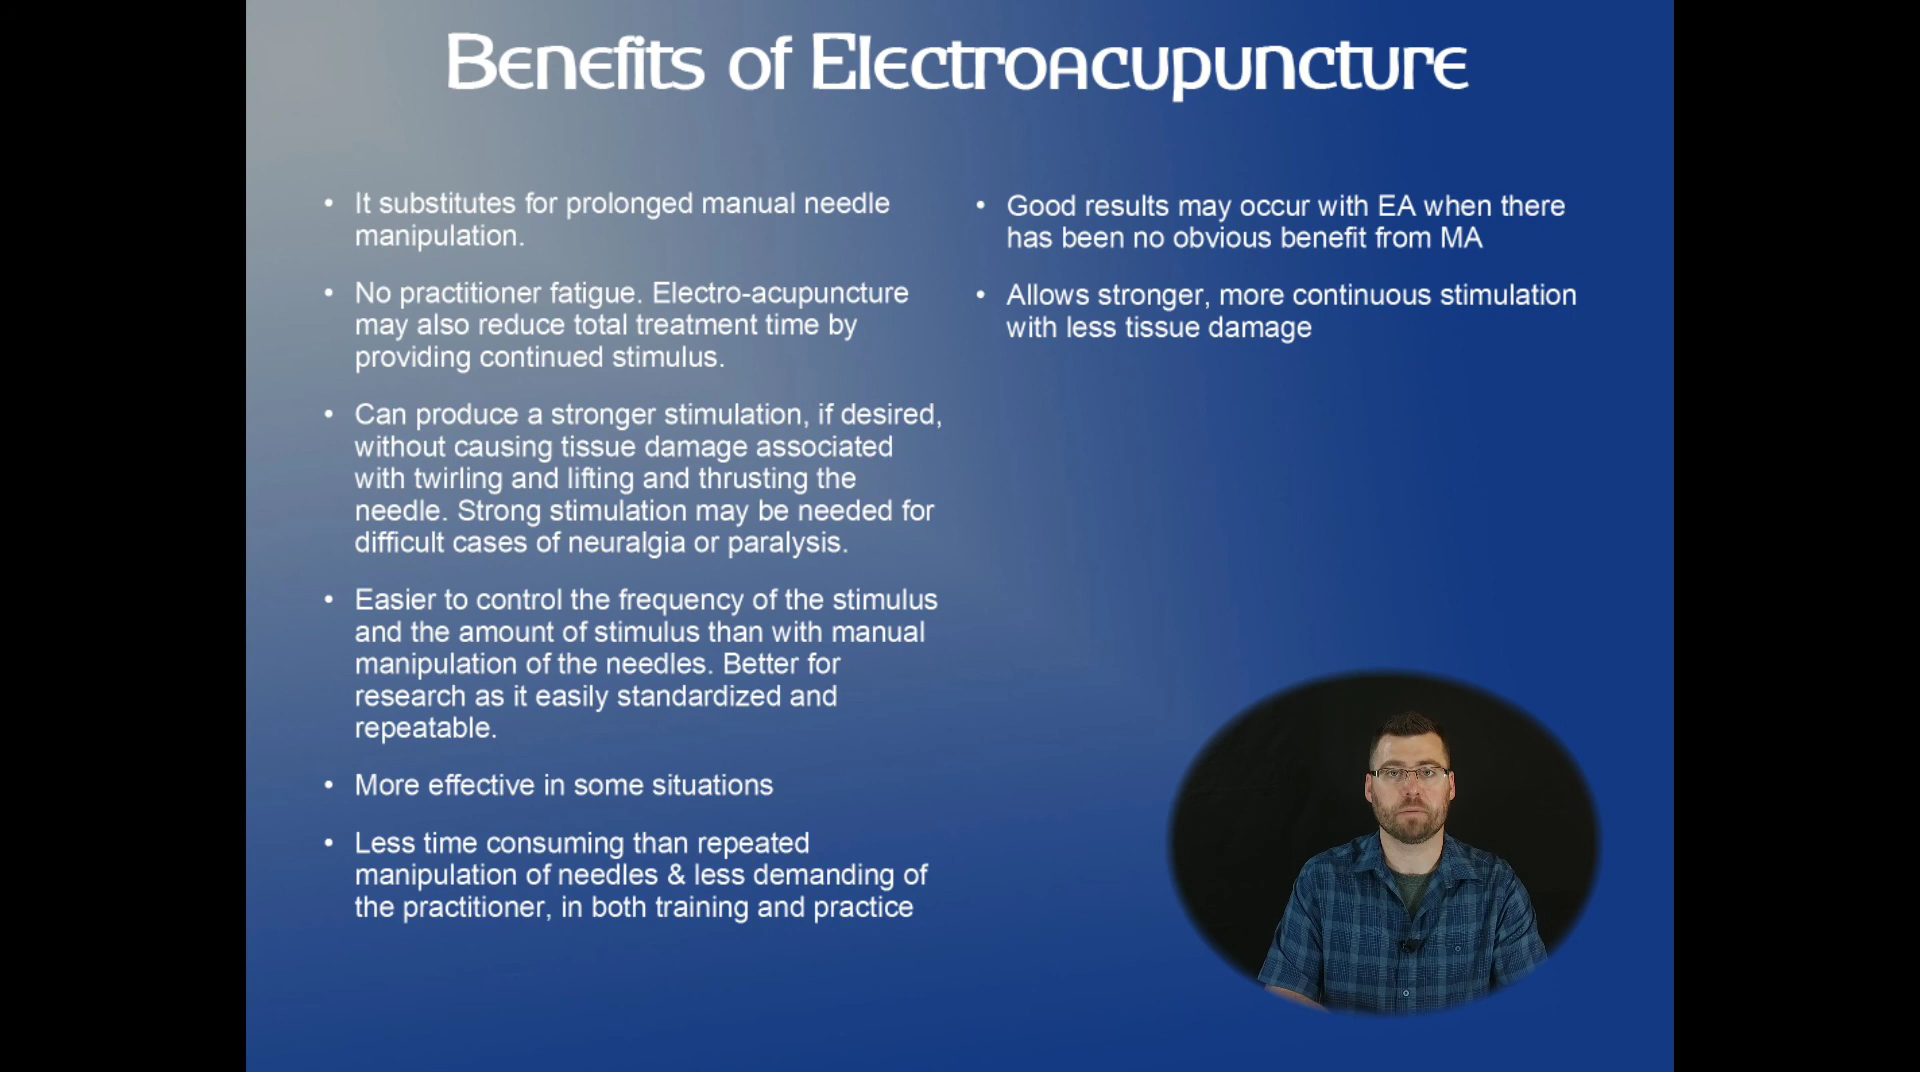 Benefits of Electroacupuncture
• It substitutes for prolonged manual needle
manipulation.
• No practitioner fatigue. Electro-acupuncture
may also reduce total treatment time by
providing continued stimulus.
• Can produce a stronger stimulation, if desired,
without causing tissue damage associated
with twirling and lifting and thrusting the
needle. Strong stimulation may be needed for
difficult cases of neuralgia or paralysis.
• Easier to control the frequency of the stimulus
and the amount of stimulus than with manual
manipulation of the needles. Better for
research as it easily standardized and
repeatable.
• More effective in some situations
• Less time consuming than repeated
manipulation of needles & less demanding of
the practitioner, in both training and practice
• Good results may occur with EA when there
has been no obvious benefit from MA
• Allows stronger, more continuous stimulation
with less tissue damage